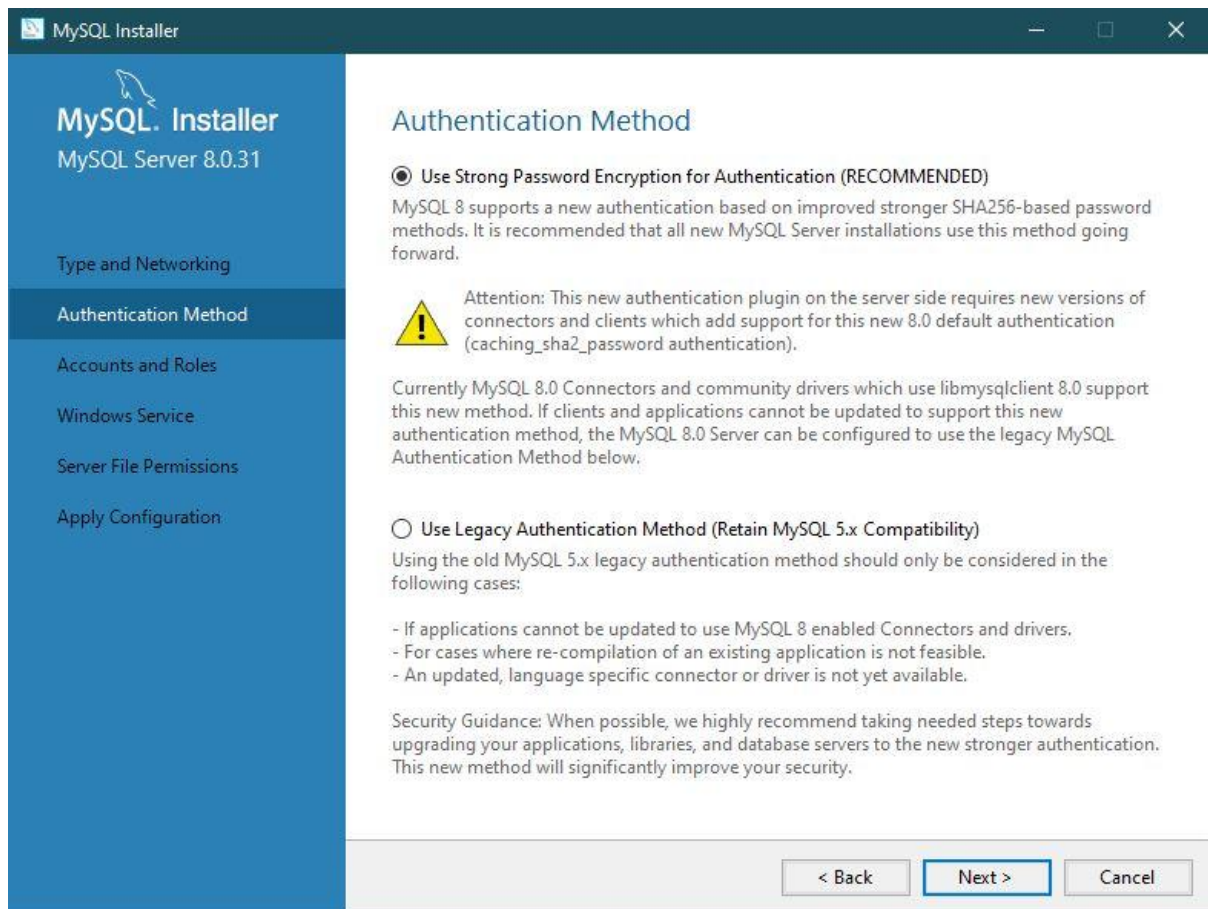 MySQL Installer
MySQL. Installer
MySQL Server 8.0.31
Type and Networking
Authentication Method
Accounts and Roles
Windows Service
Server File Permissions
Apply Configuration
Authentication Method
Use Strong Password Encryption for Authentication (RECOMMENDED)
MySQL 8 supports a new authentication based on improved stronger SHA256-based password
methods. It is recommended that all new MySQL Server installations use this method going
forward.
Attention: This new authentication plugin on the server side requires new versions of
connectors and clients which add support for this new 8.0 default authentication
(caching_sha2_password authentication).
Currently MySQL 8.0 Connectors and community drivers which use libmysqlclient 8.0 support
this new method. If clients and applications cannot be updated to support this new
authentication method, the MySQL 8.0 Server can be configured to use the legacy MySQL
Authentication Method below.
Use Legacy Authentication Method (Retain MySQL 5.x Compatibility)
Using the old MySQL 5.x legacy authentication method should only be considered in the
following cases:
- If applications cannot be updated to use MySQL 8 enabled Connectors and drivers.
- For cases where re-compilation of an existing application is not feasible.
- An updated, language specific connector or driver is not yet available.
Security Guidance: When possible, we highly recommend taking needed steps towards
upgrading your applications, libraries, and database servers to the new stronger authentication.
This new method will significantly improve your security.
< Back
Next >
Cancel